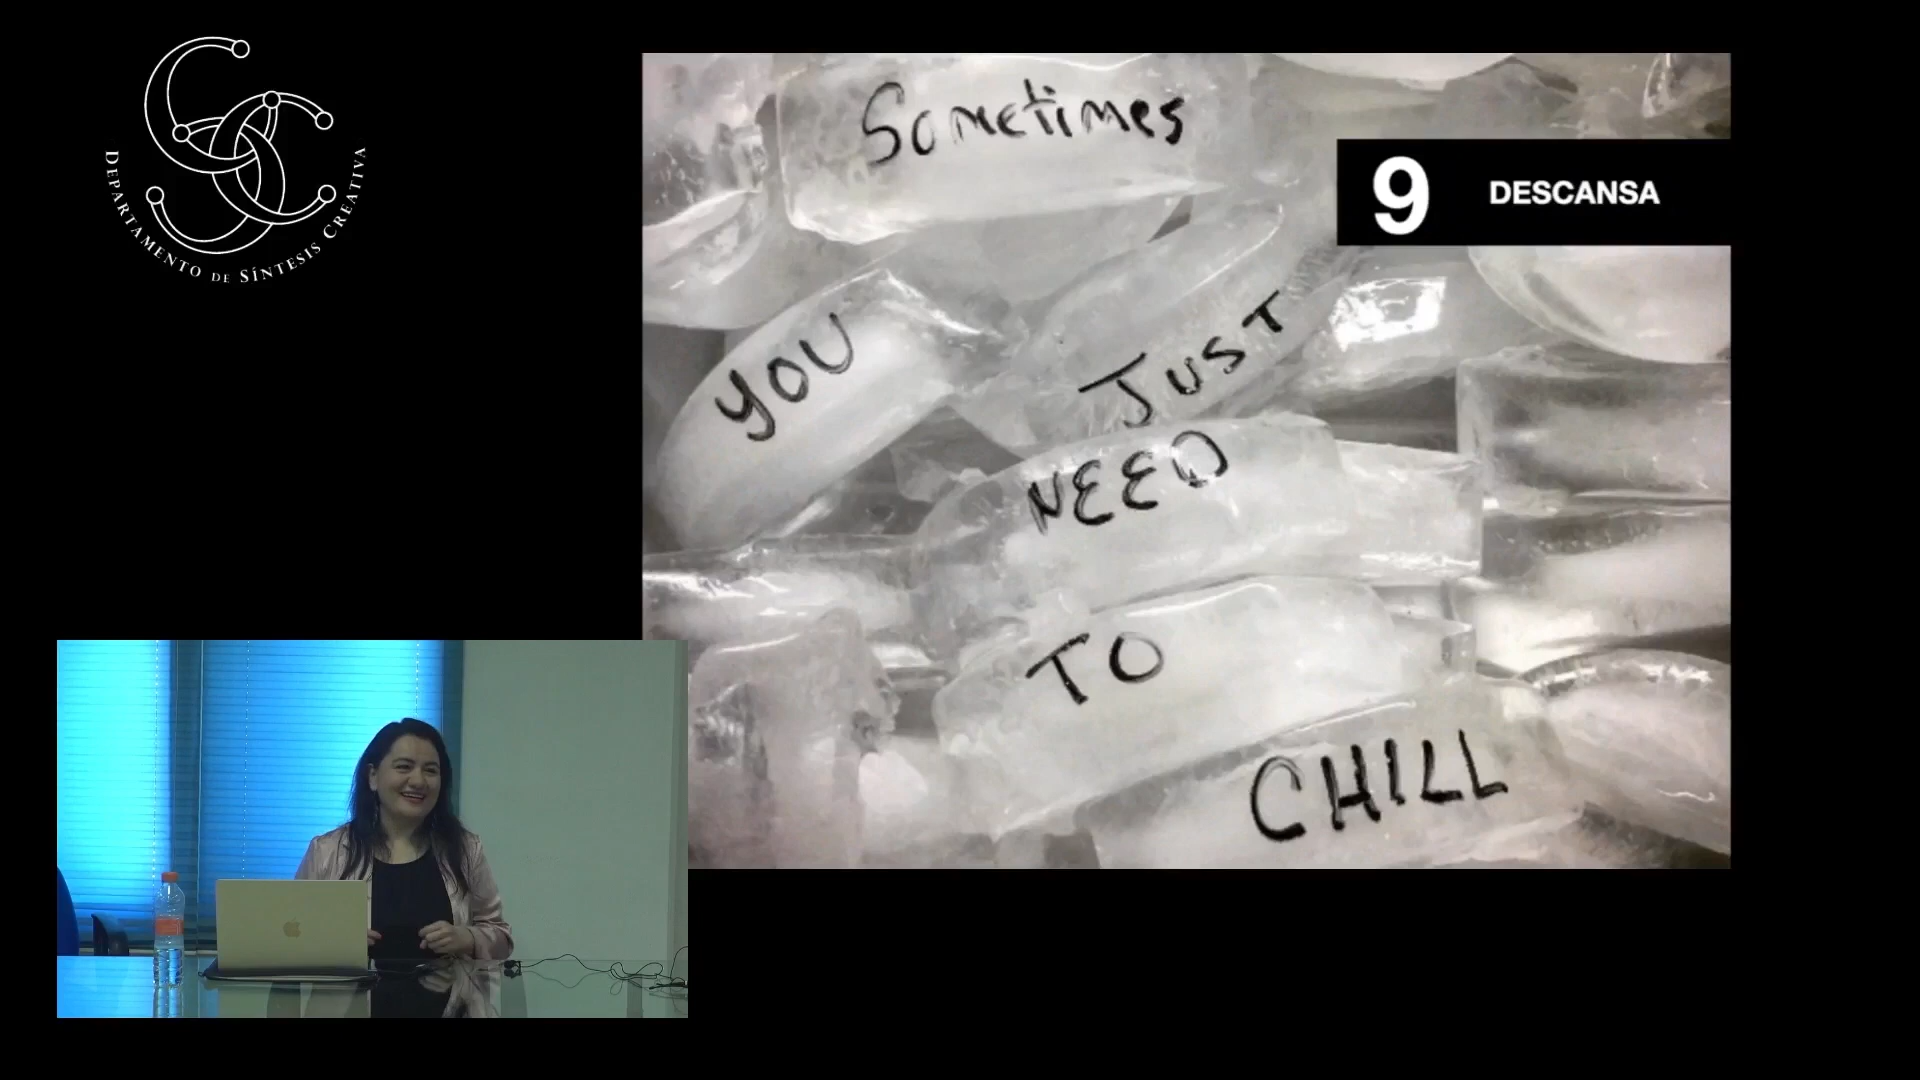 DEPARTAMENTO DE SÍNTESIS CREATIVA
Sometimes
9 DESCANSA
YOU
JUST
NEED
TO
CHILL